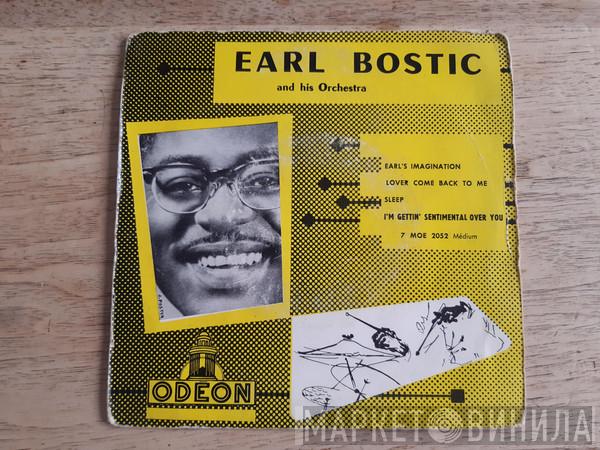 EARL BOSTIC
and his Orchestra
EARL'S IMAGINATION
LOVER COME BACK TO ME
SLEEP
I'M GETTIN' SENTIMENTAL OVER YOU
7 MOE 2052 Médium
ODEON
МАРКЕТ ВИНИЛА